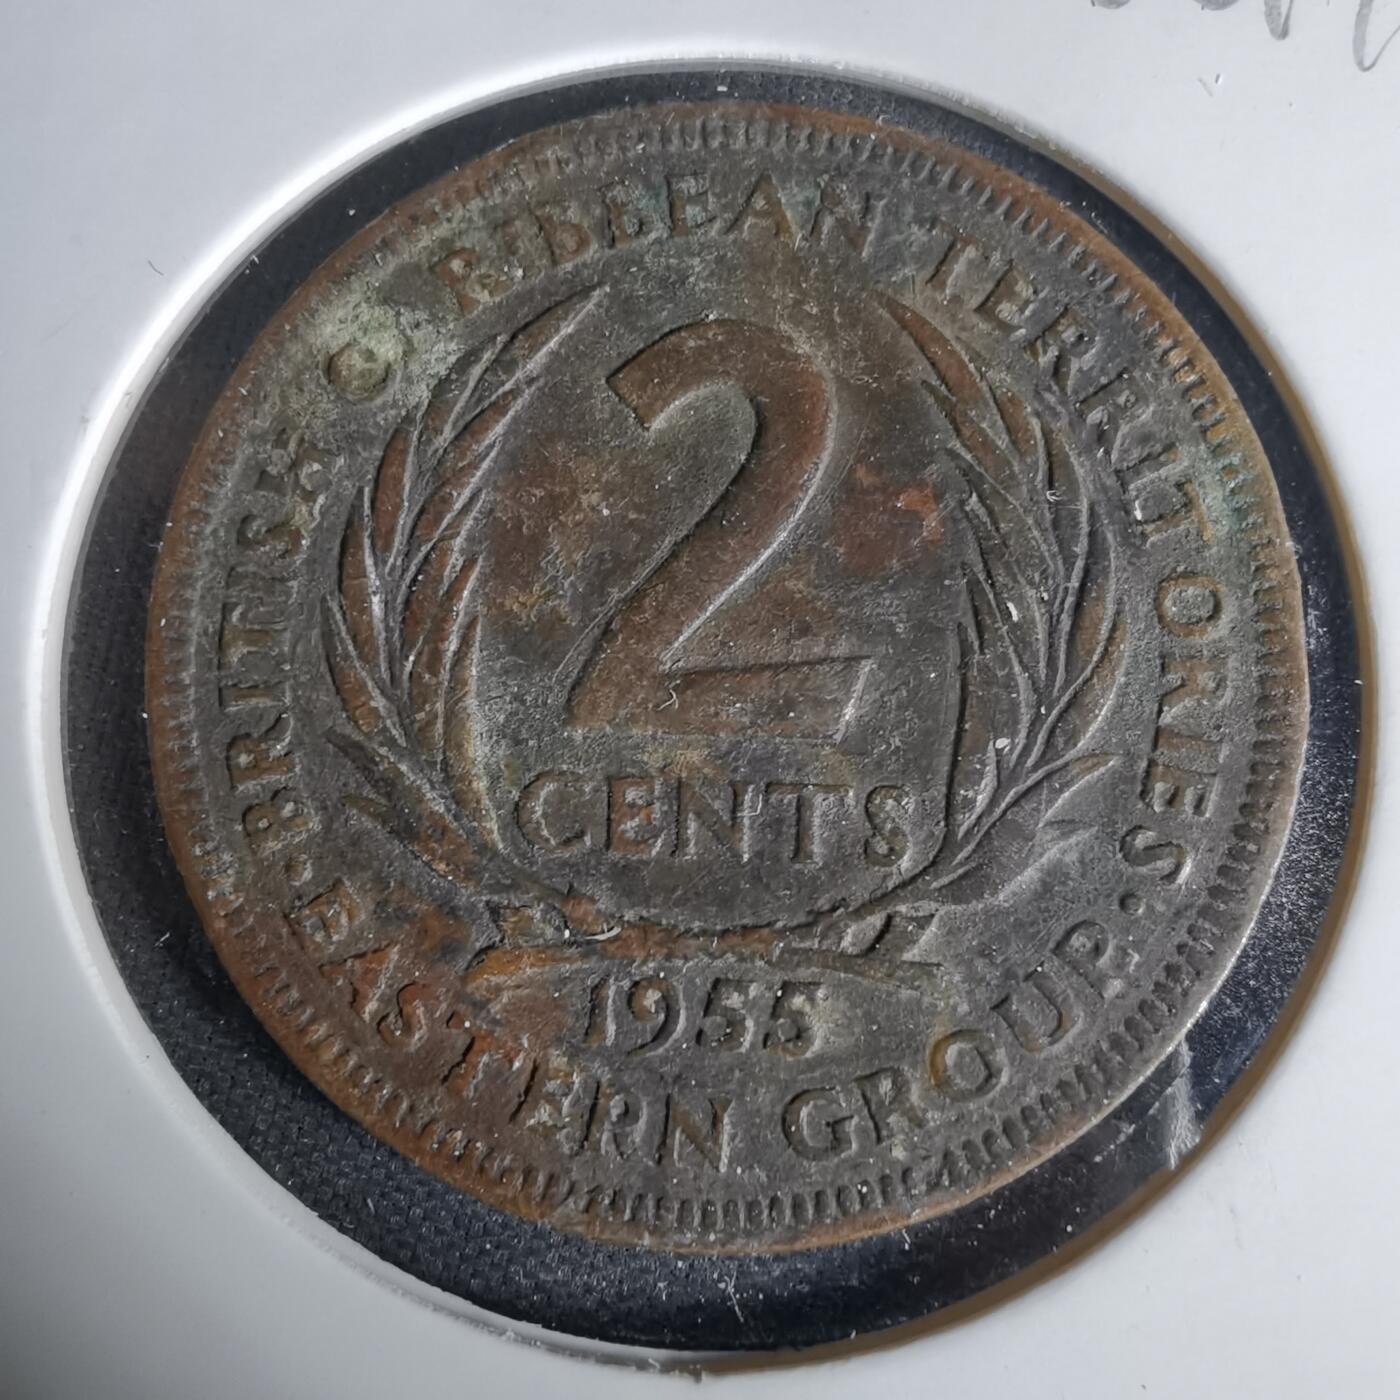 BRITISH CARIBBEAN TERRITORIES
2
CENTS
1955
·EASTERN GROUP·